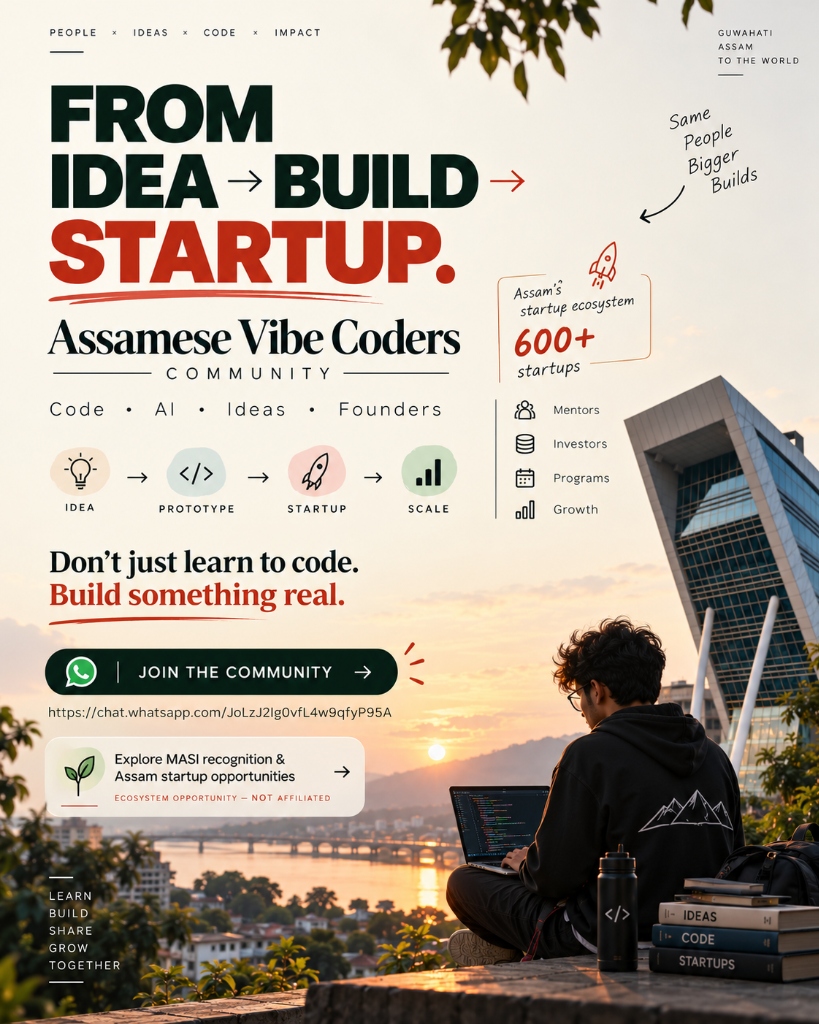 PEOPLE × IDEAS × CODE × IMPACT
GUWAHATI
ASSAM
TO THE WORLD
FROM
IDEA → BUILD →
STARTUP.
Same
People
Bigger
Builds
Assam's
startup ecosystem
600+
startups
Assamese Vibe Coders
COMMUNITY
Code • AI • Ideas • Founders
IDEA → PROTOTYPE → STARTUP → SCALE
</>
Mentors
Investors
Programs
Growth
Don't just learn to code.
Build something real.
JOIN THE COMMUNITY →
https://chat.whatsapp.com/JoLzJ2Ig0vfL4w9qfyP95A
Explore MASI recognition &
Assam startup opportunities →
ECOSYSTEM OPPORTUNITY — NOT AFFILIATED
LEARN
BUILD
SHARE
GROW
TOGETHER
</>
IDEAS
CODE
STARTUPS